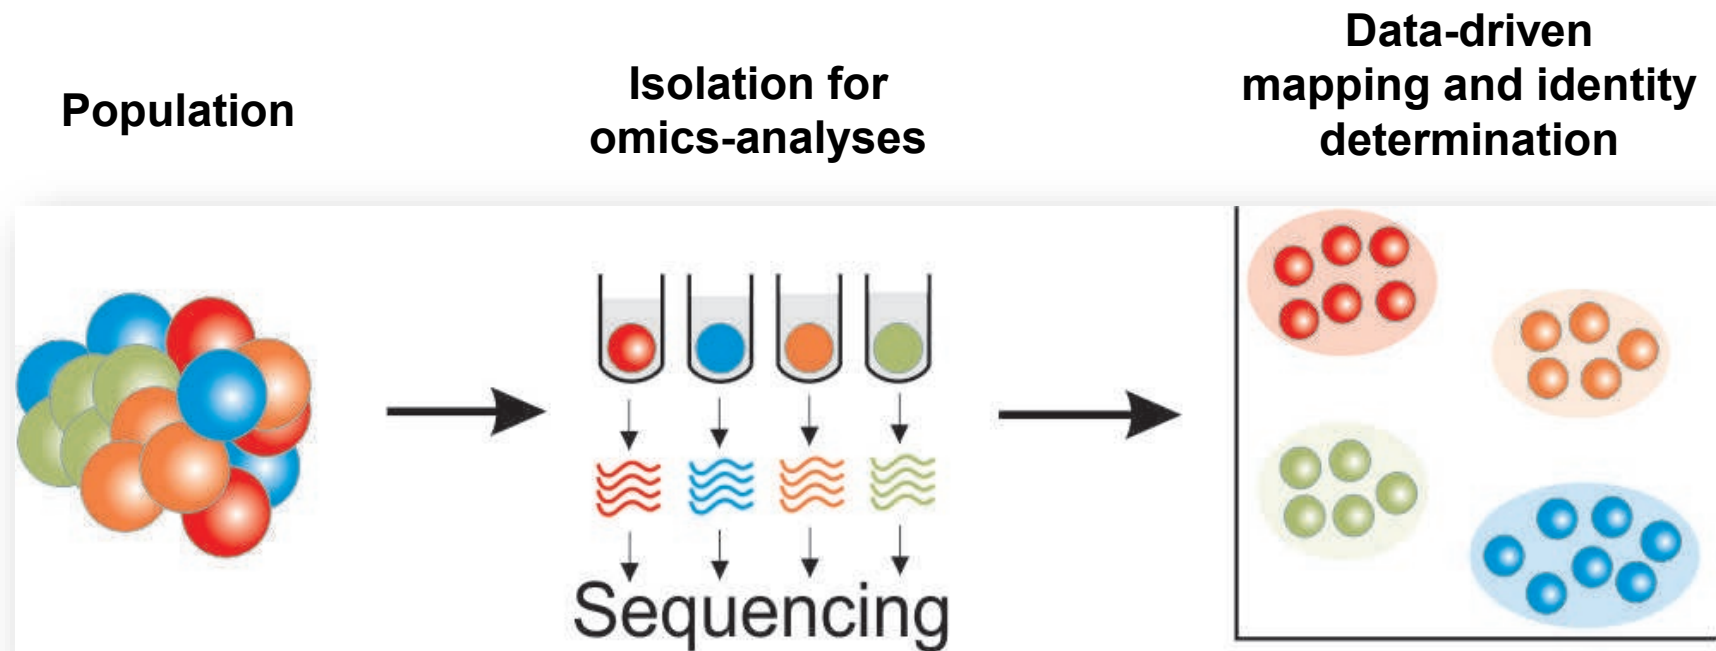 Population
Isolation for
omics-analyses
Data-driven
mapping and identity
determination
Sequencing